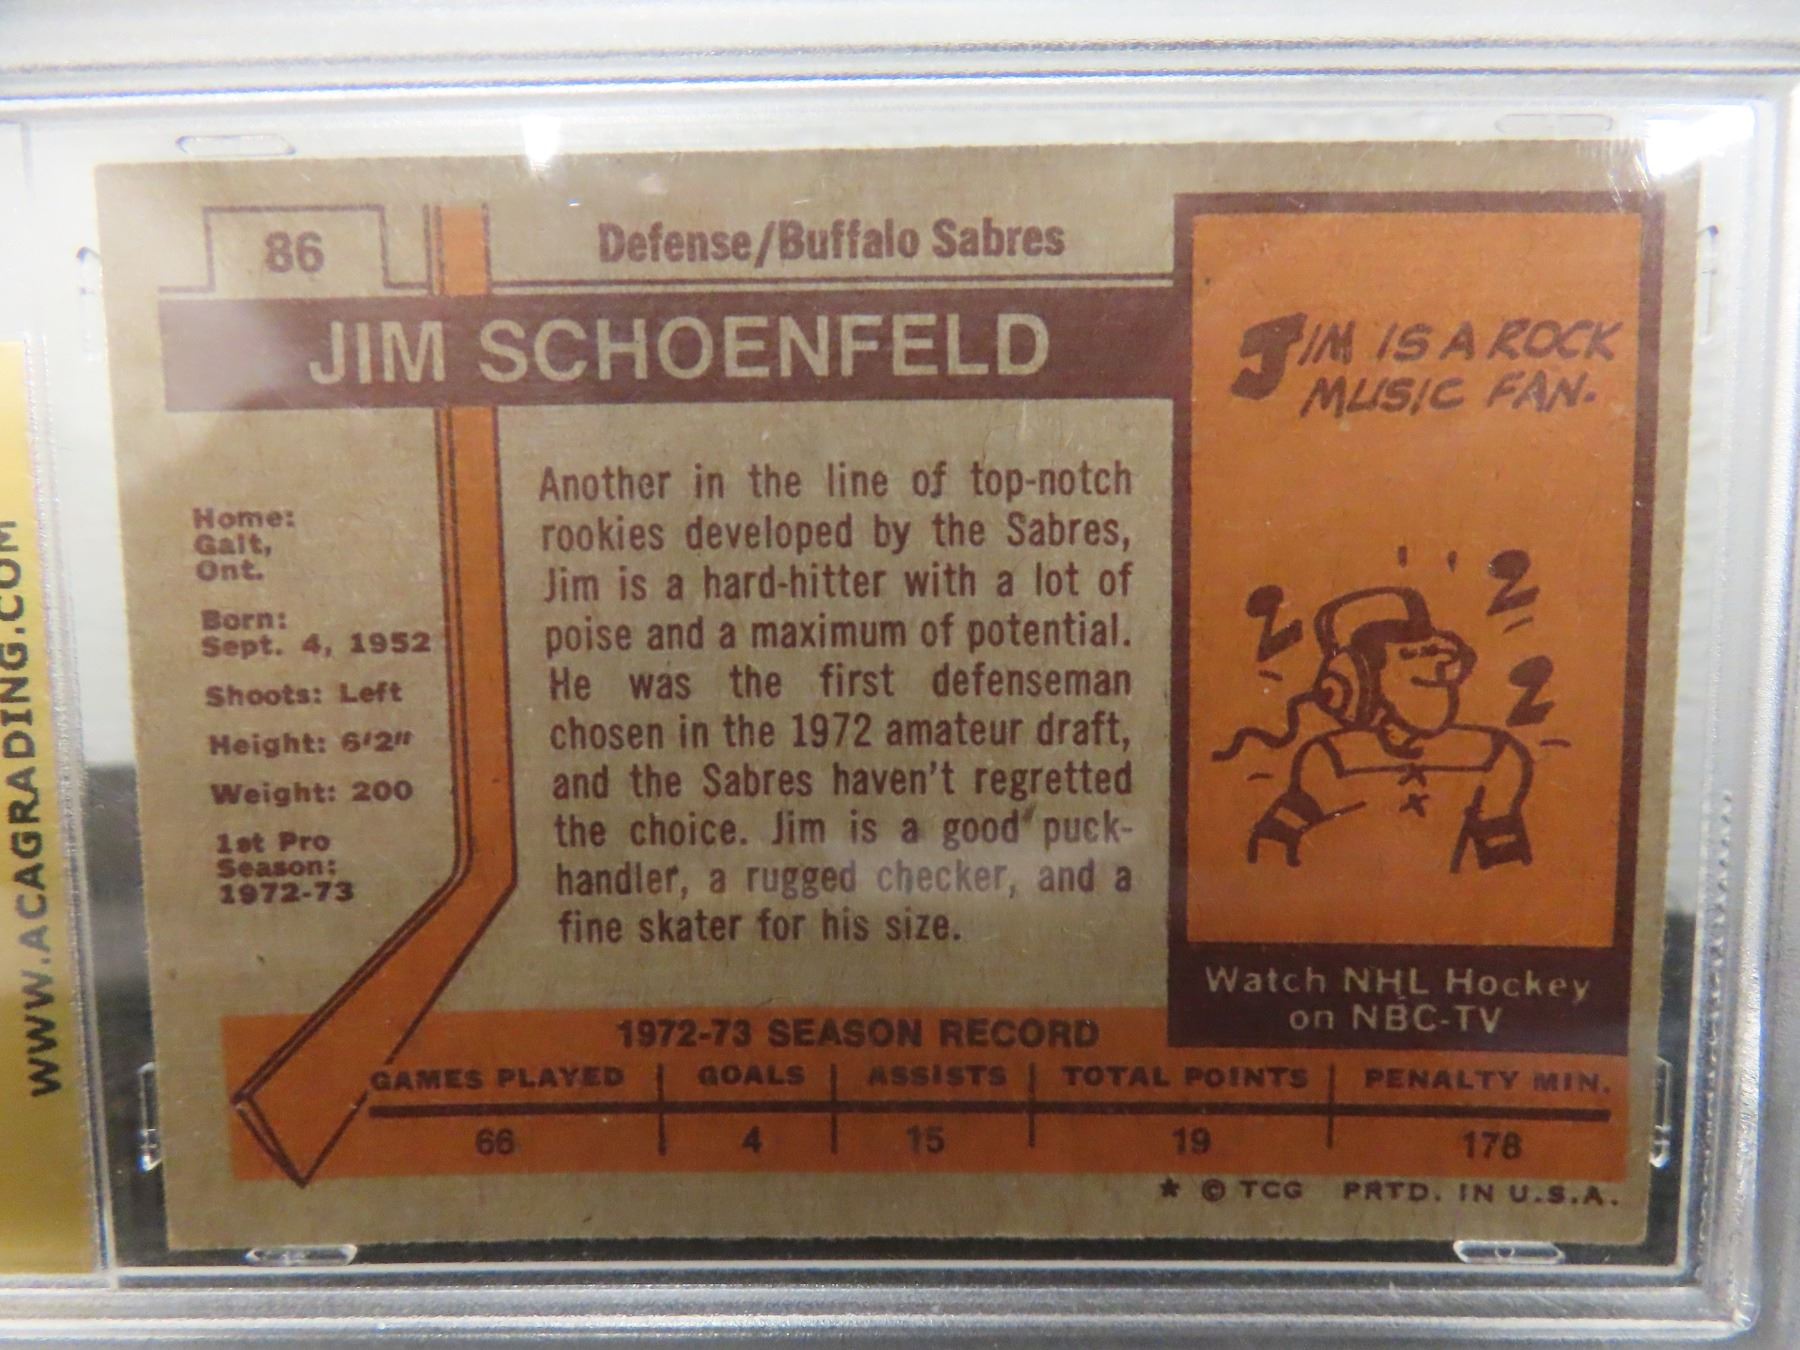 86
Defense/Buffalo Sabres
JIM SCHOENFELD
JIM IS A ROCK
MUSIC FAN.
Home:
Galt,
Ont.
Born:
Sept. 4, 1952
Shoots: Left
Height: 6'2"
Weight: 200
1st Pro
Season:
1972-73
Another in the line of top-notch
rookies developed by the Sabres,
Jim is a hard-hitter with a lot of
poise and a maximum of potential.
He was the first defenseman
chosen in the 1972 amateur draft,
and the Sabres haven't regretted
the choice. Jim is a good puck-
handler, a rugged checker, and a
fine skater for his size.
Watch NHL Hockey
on NBC-TV
1972-73 SEASON RECORD
GAMES PLAYED GOALS ASSISTS TOTAL POINTS PENALTY MIN.
66 4 15 19 178
* © TCG PRTD. IN U.S.A.
WWW.ACAGRADING.COM